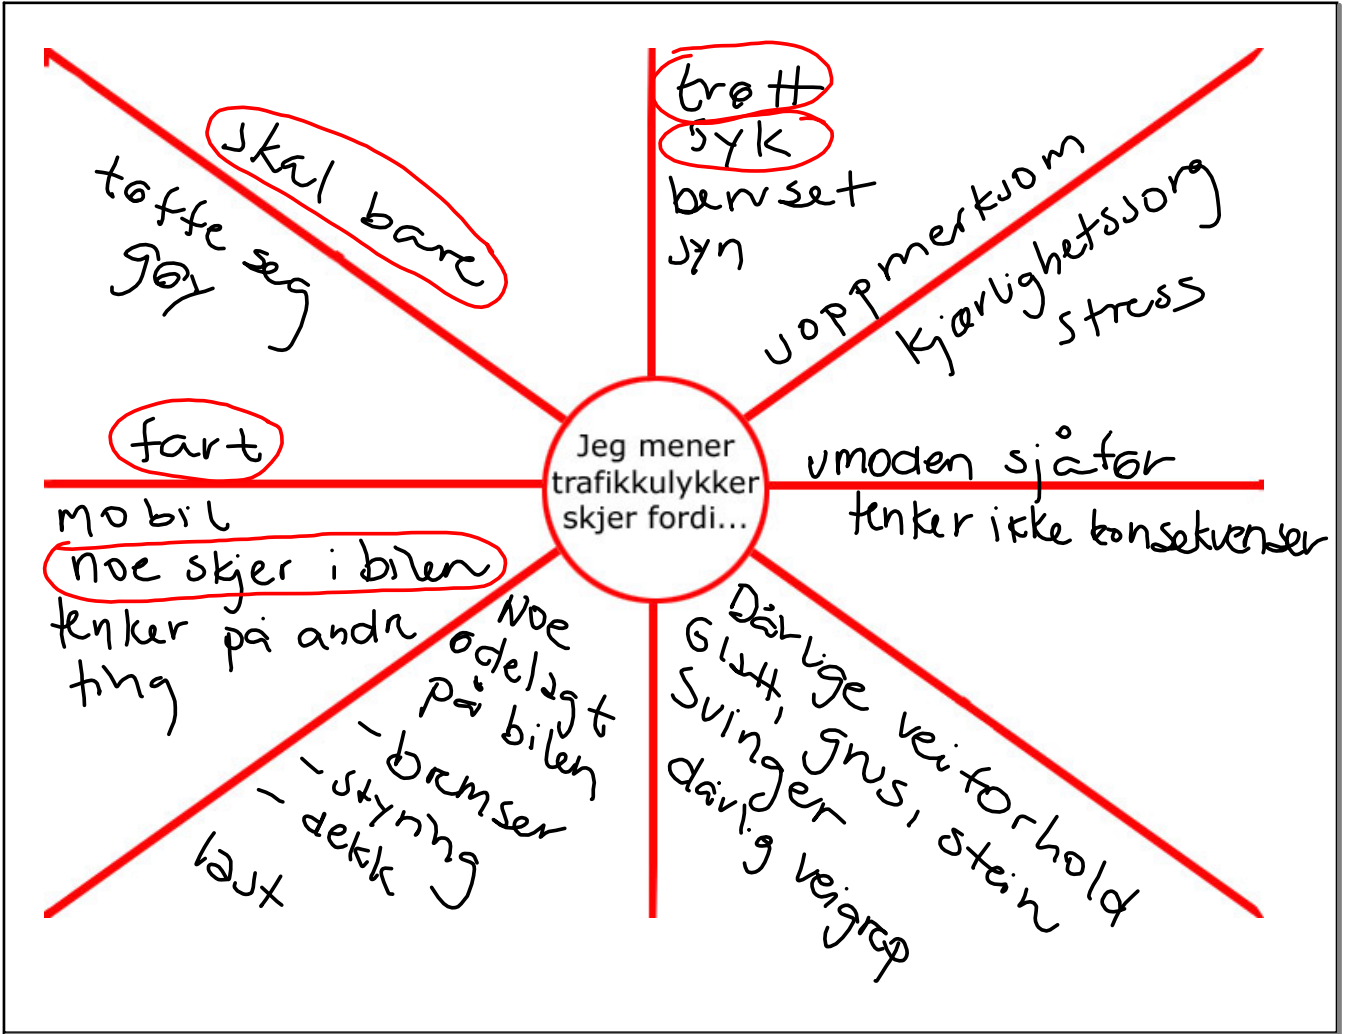 Jeg mener
trafikkulykker
skjer fordi...
trøtt
syk
beruset
syn
uoppmerksom
kjærlighetssorg
stress
umoden sjåfør
tenker ikke konsekvenser
Dårlige veiforhold
Glatt, grus, stein
Svinger
dårlig veigrep
Noe
ødelagt
på bilen
- bremser
- styring
- dekk
last
fart
mobil
noe skjer i bilen
tenker på andre
ting
skal bare
tøffe seg
gøy